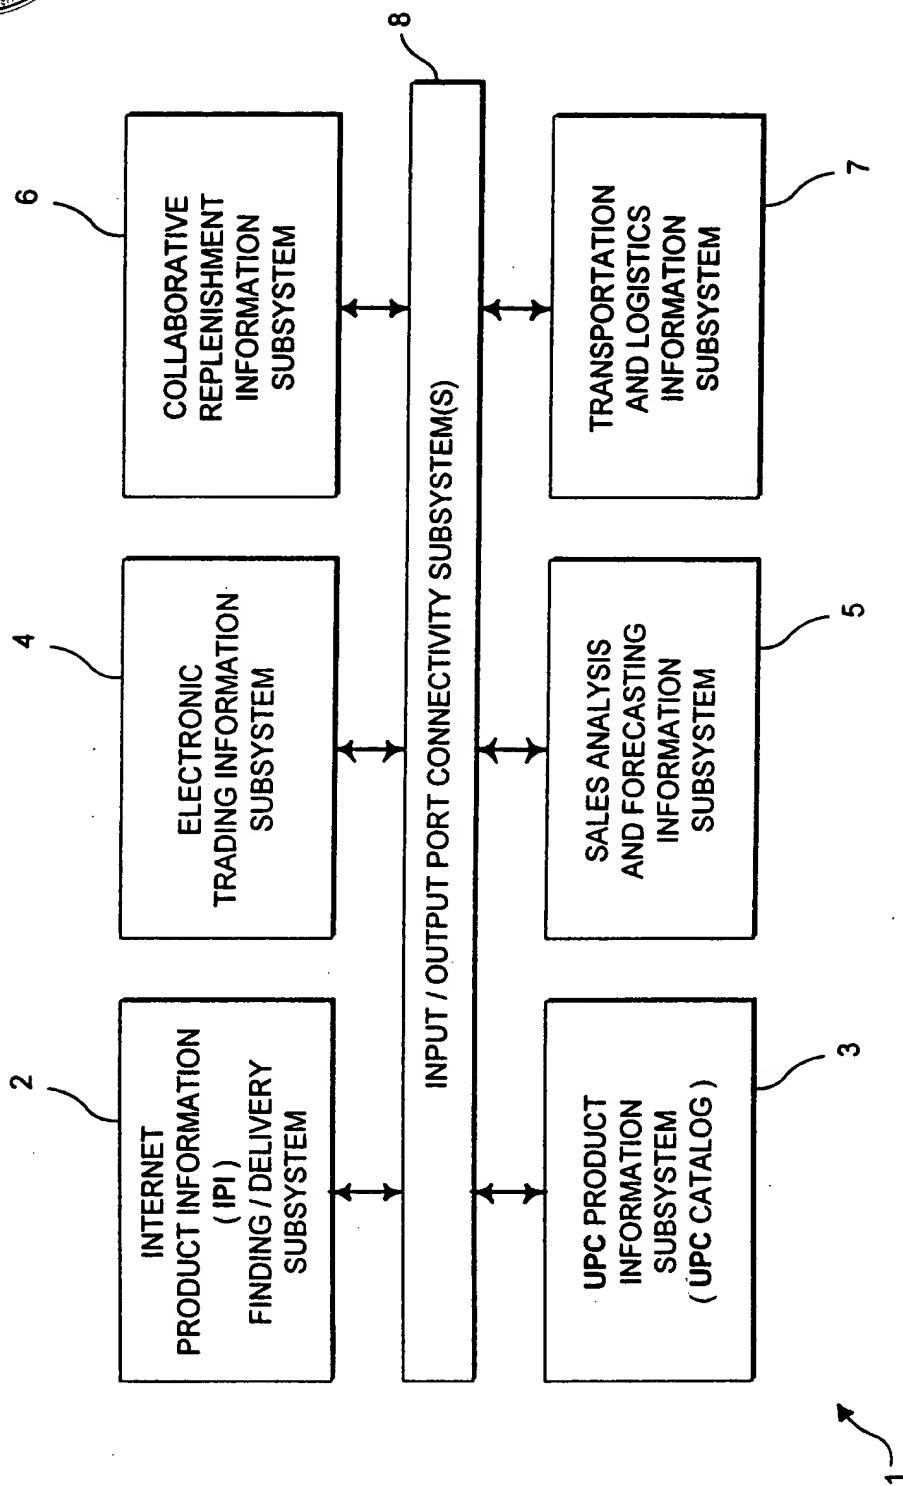 2
INTERNET
PRODUCT INFORMATION
( IPI )
FINDING / DELIVERY
SUBSYSTEM
4
ELECTRONIC
TRADING INFORMATION
SUBSYSTEM
6
COLLABORATIVE
REPLENISHMENT
INFORMATION
SUBSYSTEM
8
INPUT / OUTPUT PORT CONNECTIVITY SUBSYSTEM(S)
UPC PRODUCT
INFORMATION
SUBSYSTEM
( UPC CATALOG )
3
SALES ANALYSIS
AND FORECASTING
INFORMATION
SUBSYSTEM
5
TRANSPORTATION
AND LOGISTICS
INFORMATION
SUBSYSTEM
7
1